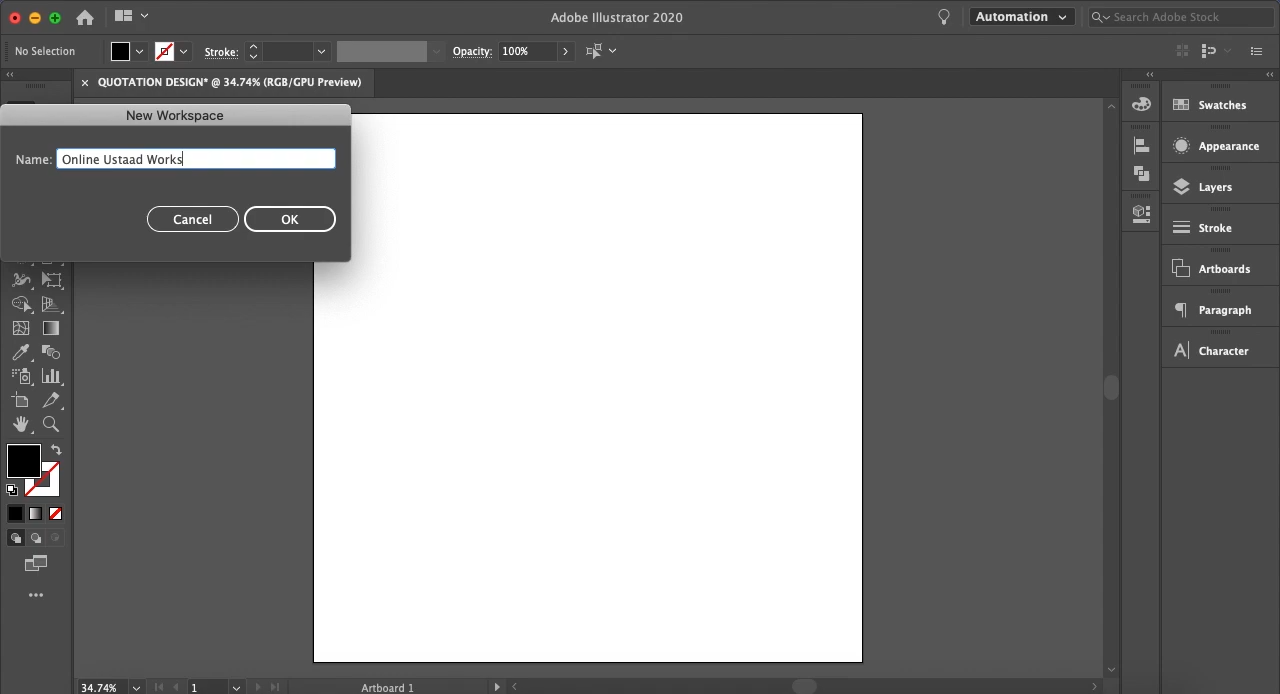 Adobe Illustrator 2020
Automation
Search Adobe Stock
No Selection
Stroke:
Opacity: 100%
× QUOTATION DESIGN* @ 34.74% (RGB/GPU Preview)
New Workspace
Name: Online Ustaad Works
Cancel OK
Swatches
Appearance
Layers
Stroke
Artboards
Paragraph
Character
34.74% 1 Artboard 1